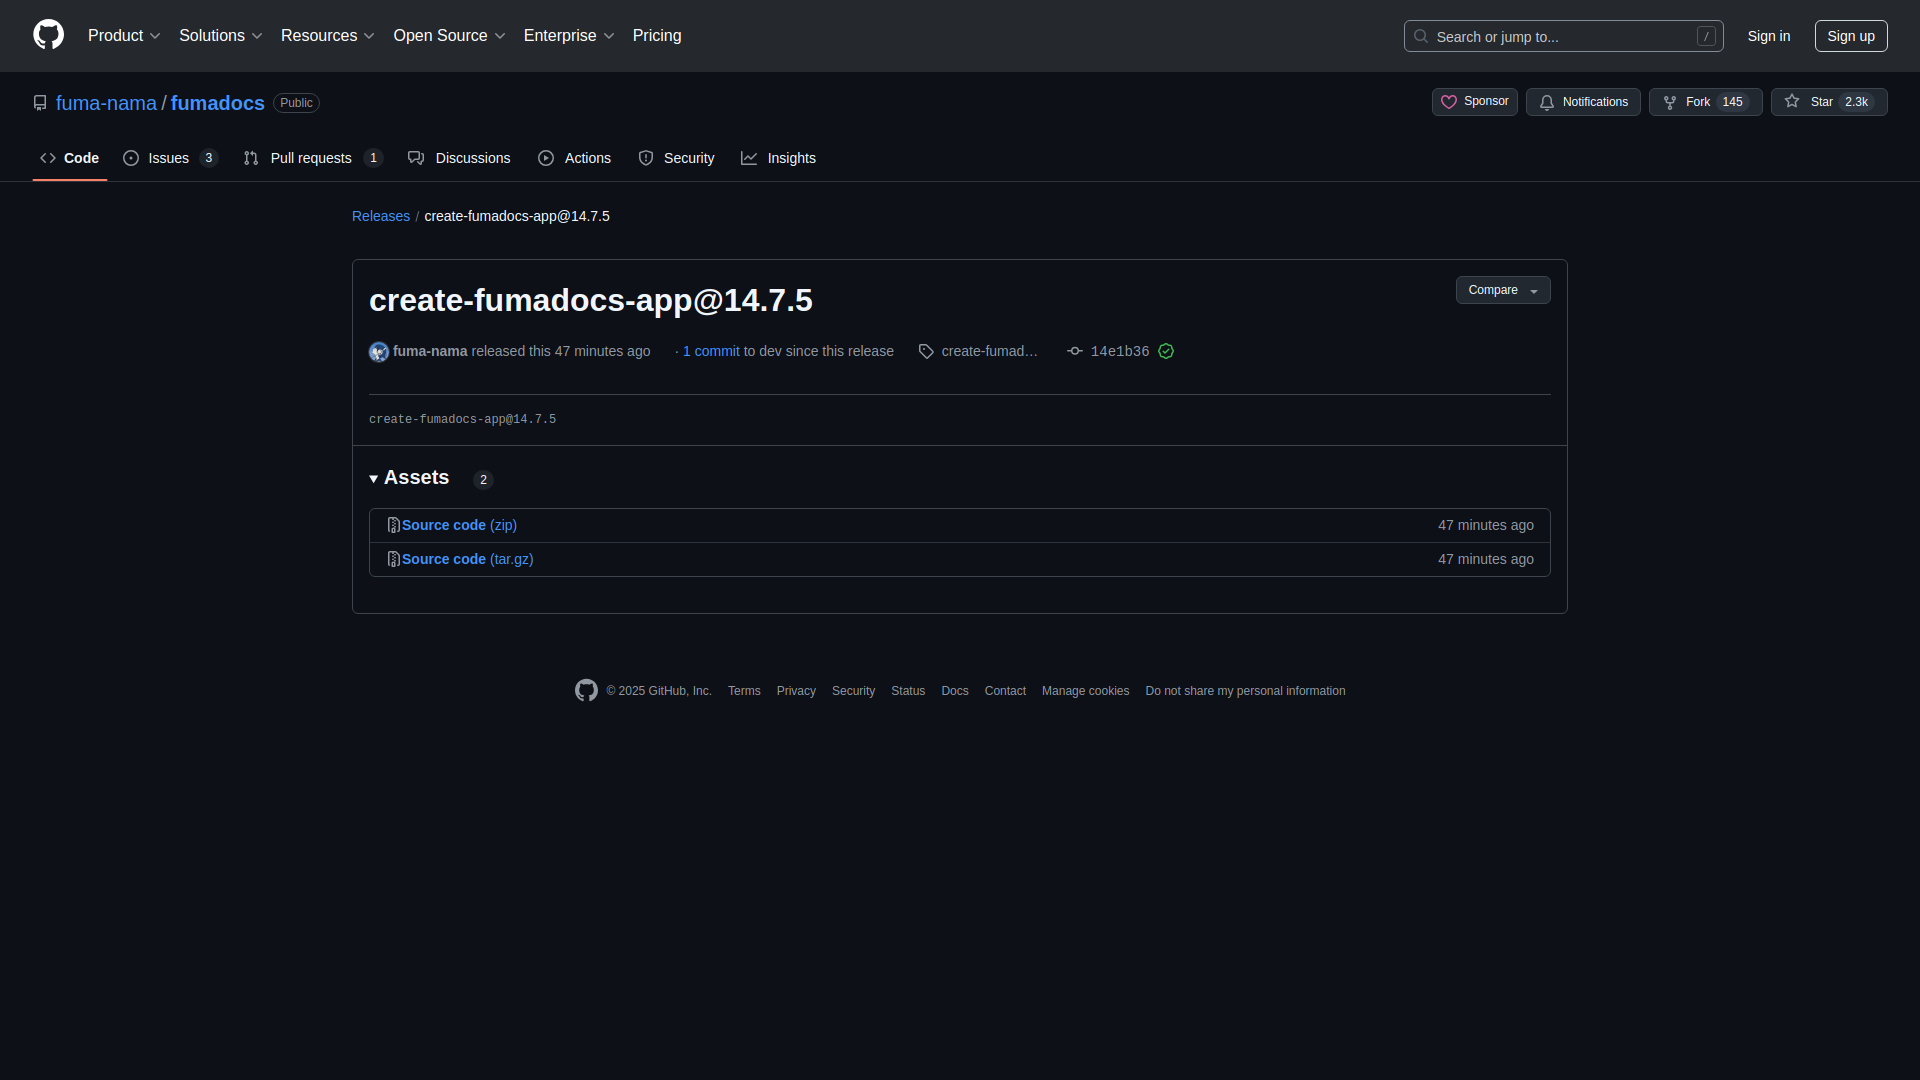 Product Solutions Resources Open Source Enterprise Pricing Search or jump to... / Sign in Sign up
fuma-nama / fumadocs Public Sponsor Notifications Fork 145 Star 2.3k
Code Issues 3 Pull requests 1 Discussions Actions Security Insights
Releases / create-fumadocs-app@14.7.5
create-fumadocs-app@14.7.5 Compare
fuma-nama released this 47 minutes ago · 1 commit to dev since this release create-fumad… 14e1b36
create-fumadocs-app@14.7.5
Assets 2
Source code (zip) 47 minutes ago
Source code (tar.gz) 47 minutes ago
© 2025 GitHub, Inc. Terms Privacy Security Status Docs Contact Manage cookies Do not share my personal information